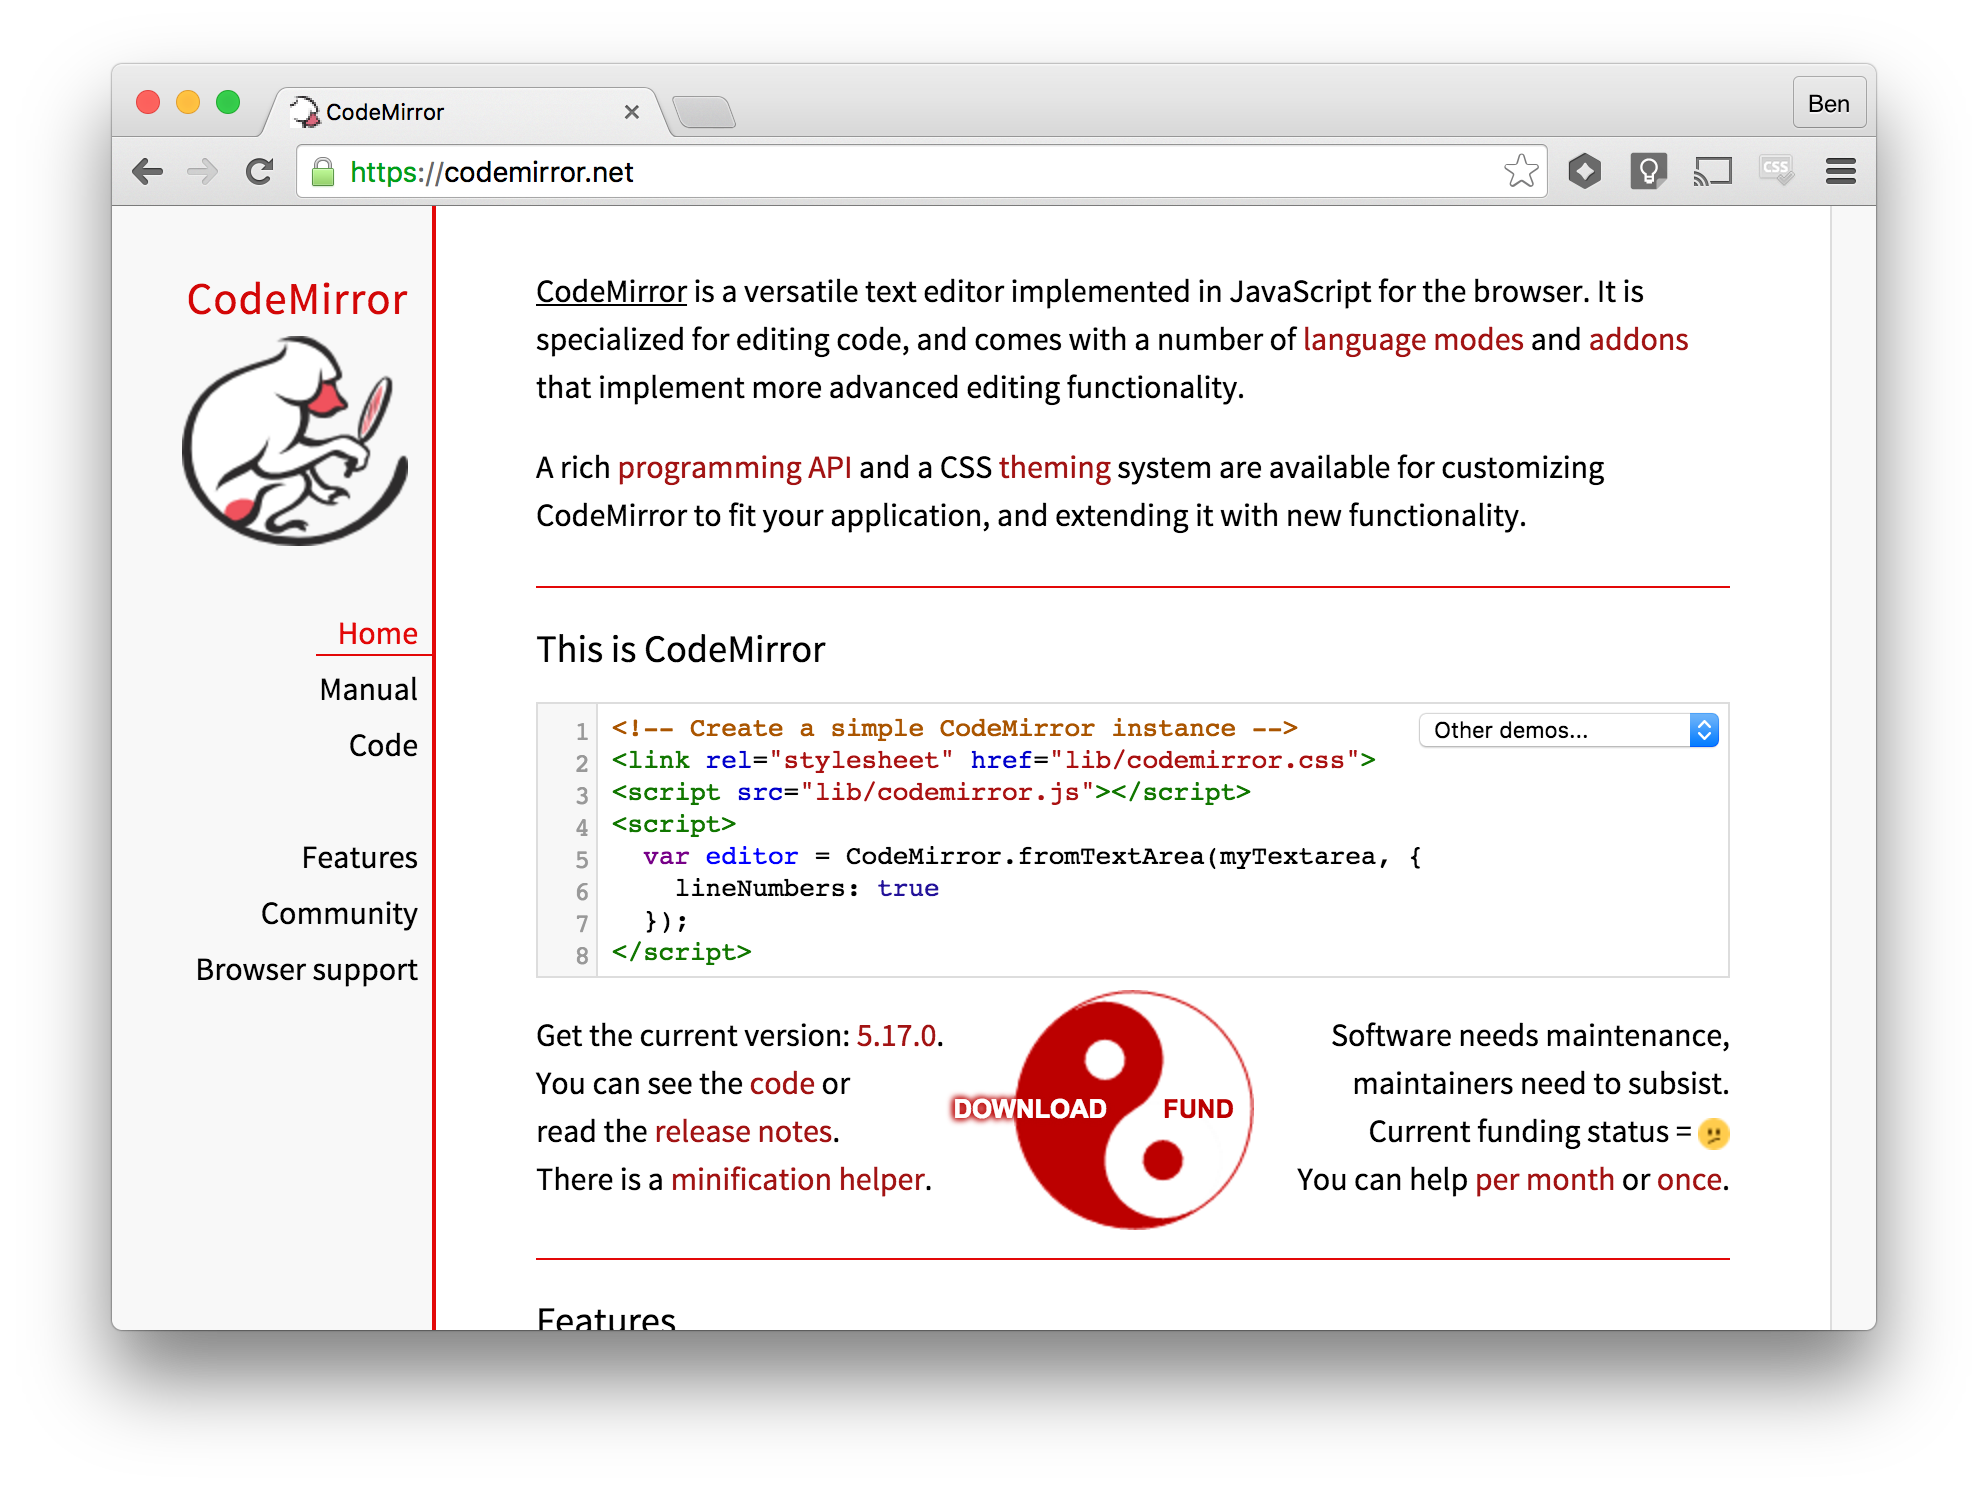 CodeMirror
Ben
https://codemirror.net
CSS
CodeMirror
Home
Manual
Code
Features
Community
Browser support
CodeMirror is a versatile text editor implemented in JavaScript for the browser. It is
specialized for editing code, and comes with a number of language modes and addons
that implement more advanced editing functionality.
A rich programming API and a CSS theming system are available for customizing
CodeMirror to fit your application, and extending it with new functionality.
This is CodeMirror
Other demos...
1 <!-- Create a simple CodeMirror instance -->
2 <link rel="stylesheet" href="lib/codemirror.css">
3 <script src="lib/codemirror.js"></script>
4 <script>
5   var editor = CodeMirror.fromTextArea(myTextarea, {
6     lineNumbers: true
7   });
8 </script>
Get the current version: 5.17.0.
You can see the code or
read the release notes.
There is a minification helper.
DOWNLOAD
FUND
Software needs maintenance,
maintainers need to subsist.
Current funding status = 🫤
You can help per month or once.
Features